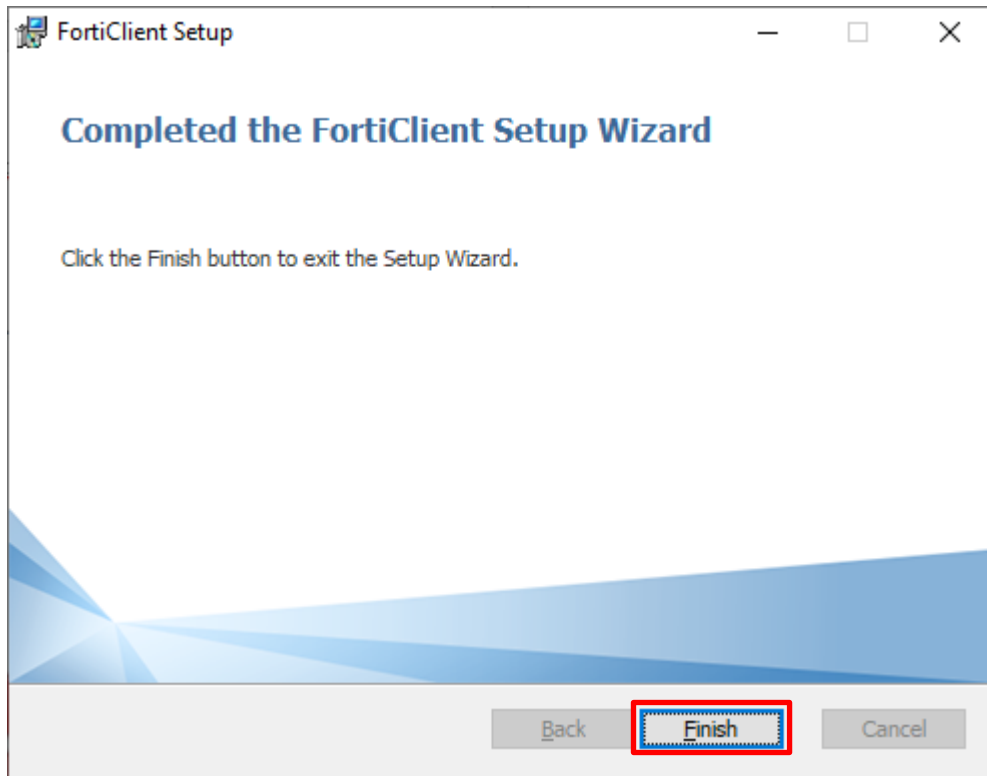 FortiClient Setup
Completed the FortiClient Setup Wizard
Click the Finish button to exit the Setup Wizard.
Back Finish Cancel